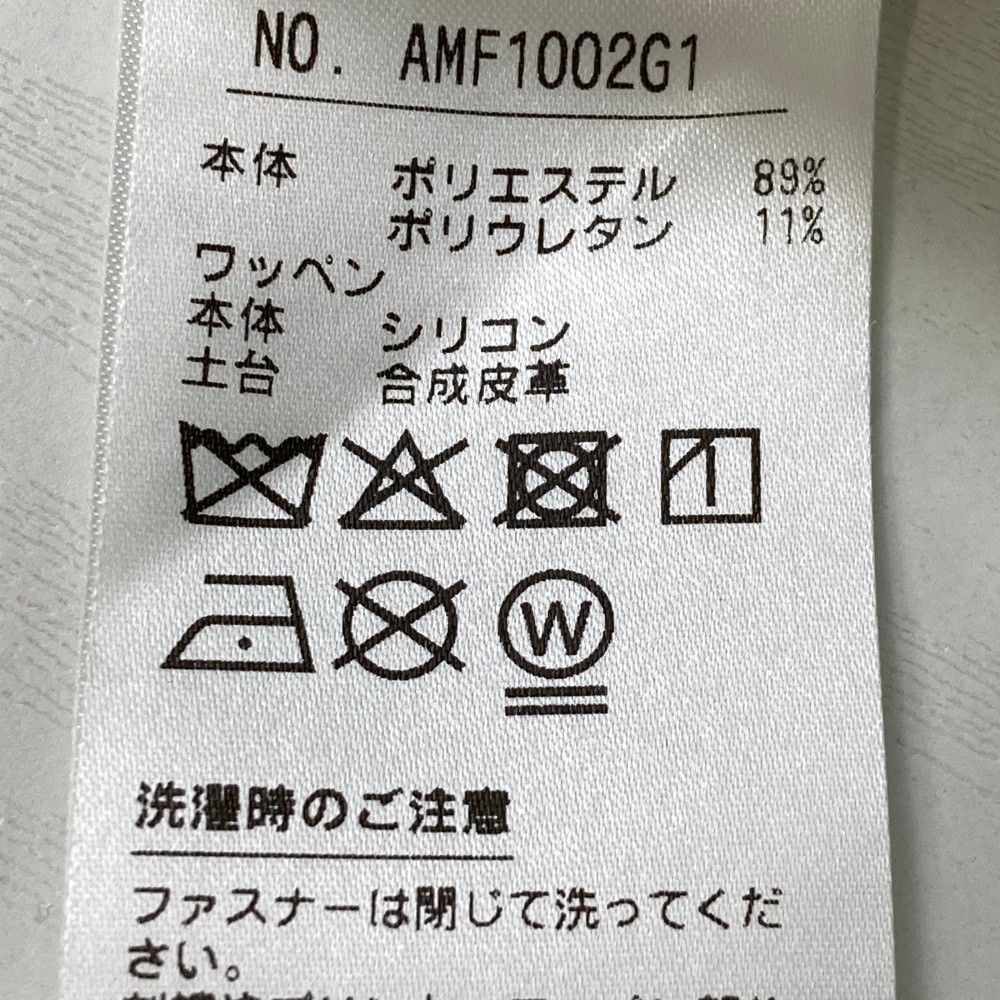 NO. AMF1002G1
本体 ポリエステル 89%
ポリウレタン 11%
ワッペン
本体 シリコン
土台 合成皮革
W
洗濯時のご注意
ファスナーは閉じて洗ってくだ
さい。